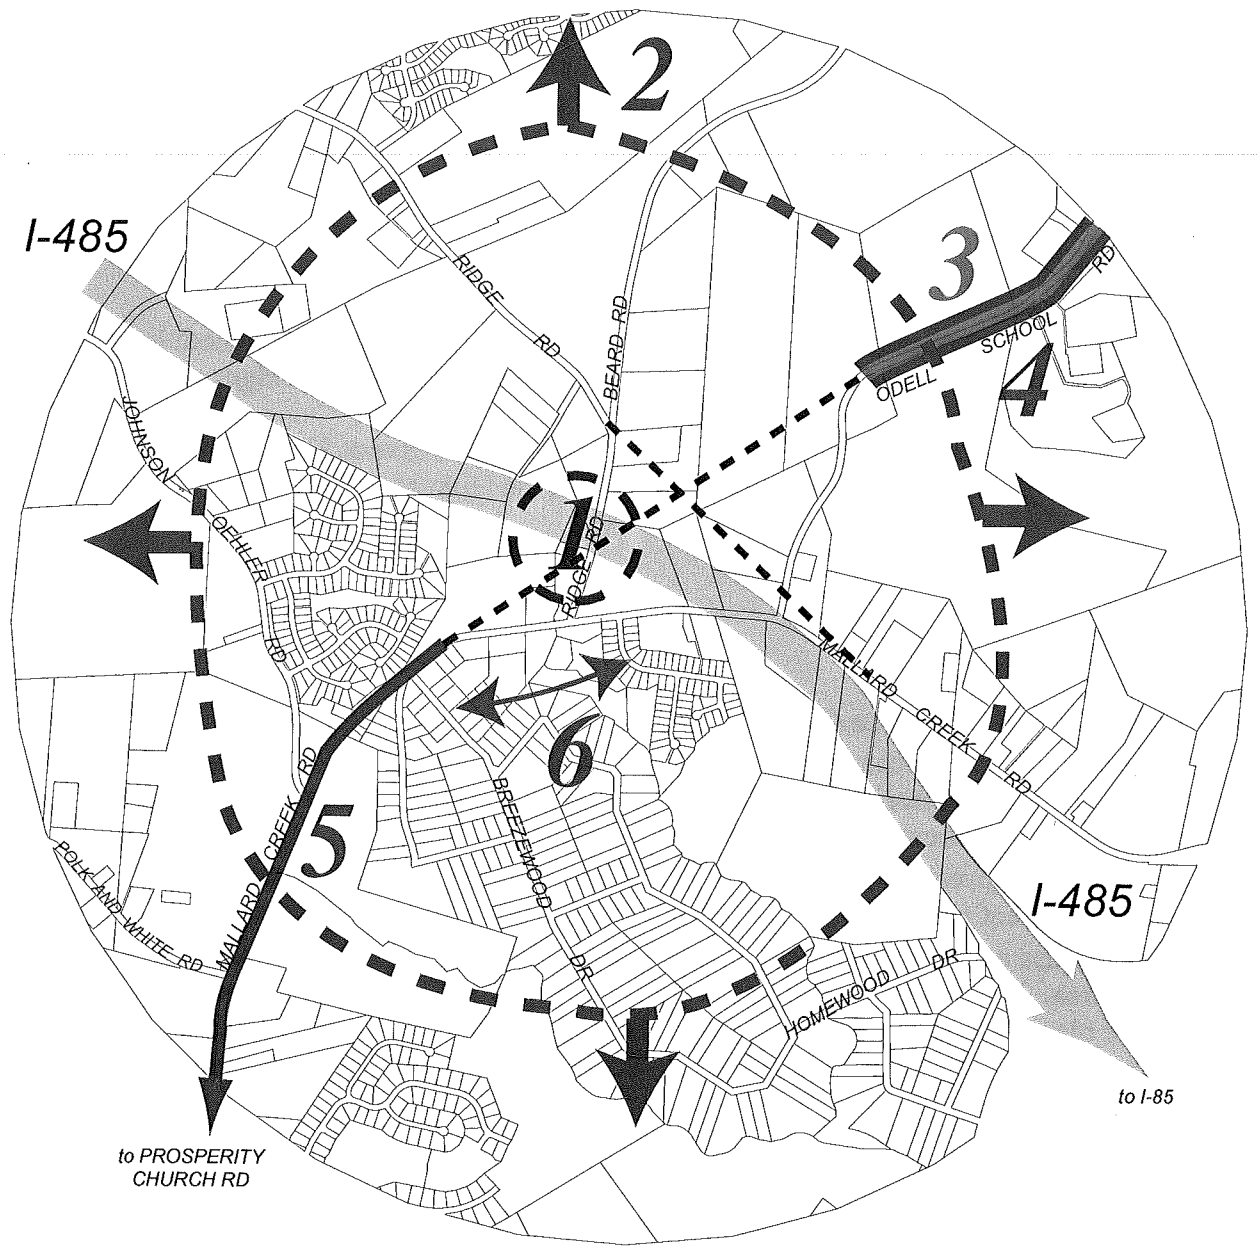 2
I-485
3
RIDGE
RD
BEARD RD
RD
SCHOOL
ODELL
4
JOHNSON
OEHLER
RD
1
RIDGE RD
MALLARD
CREEK
RD
6
5
MALLARD CREEK RD
BREEZEWOOD
DR
POLK AND WHITE RD
I-485
HOMEWOOD
DR
to I-85
to PROSPERITY
CHURCH RD